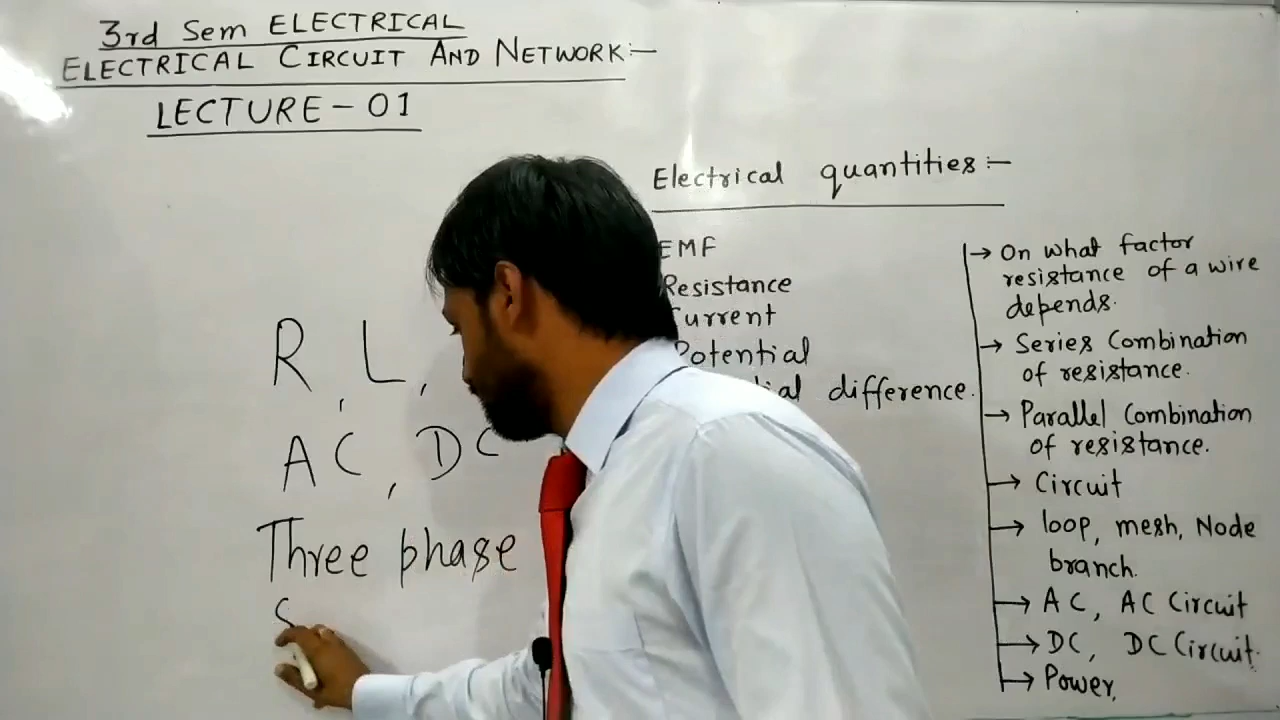 3rd Sem ELECTRICAL
ELECTRICAL CIRCUIT AND NETWORK:-
LECTURE-01
R, L,
AC, DC
Three phase
S
Electrical quantities:-
EMF
Resistance
Current
Potential
difference
→ On what factor
resistance of a wire
depends.
→ Series Combination
of resistance.
→ Parallel Combination
of resistance.
→ Circuit
→ loop, mesh, Node
branch.
→ AC, AC Circuit
→ DC, DC Circuit.
→ Power,